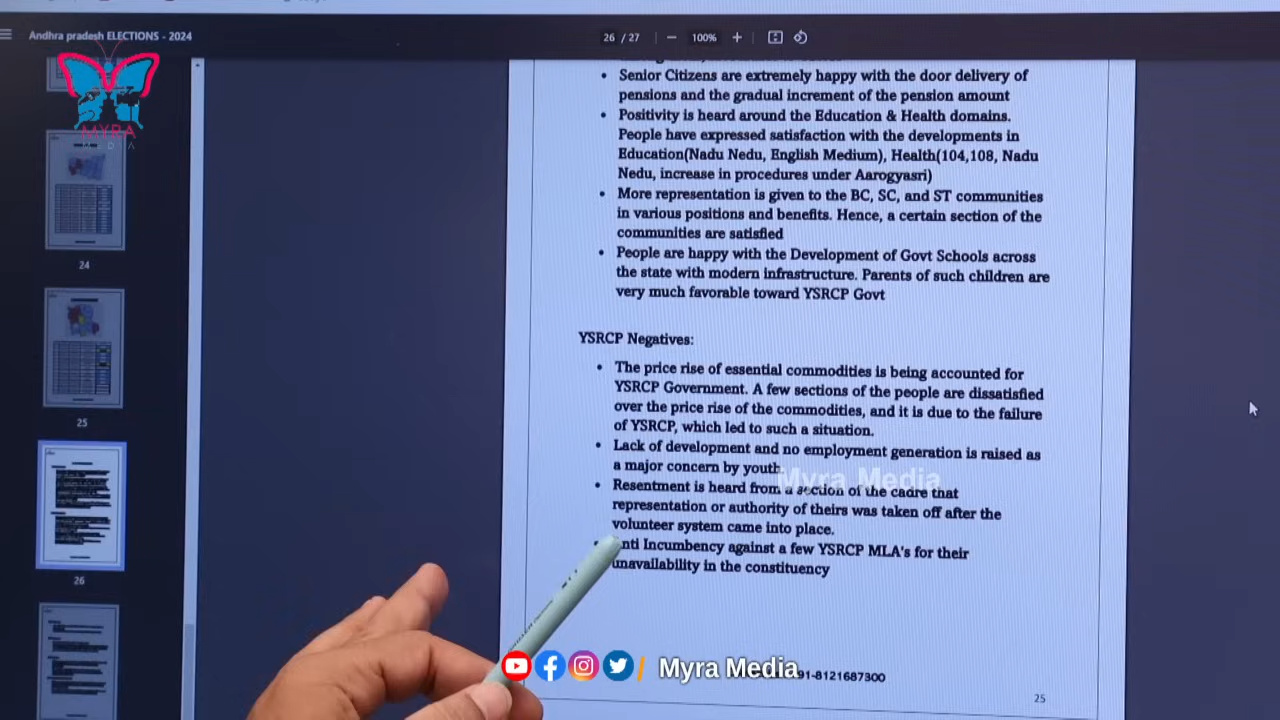 Andhra pradesh ELECTIONS - 2024
26 / 27
100%
MYRA
MEDIA
24
25
26
Senior Citizens are extremely happy with the door delivery of
pensions and the gradual increment of the pension amount
Positivity is heard around the Education & Health domains.
People have expressed satisfaction with the developments in
Education(Nadu Nedu, English Medium), Health(104,108, Nadu
Nedu, increase in procedures under Aarogyasri)
More representation is given to the BC, SC, and ST communities
in various positions and benefits. Hence, a certain section of the
communities are satisfied
People are happy with the Development of Govt Schools across
the state with modern infrastructure. Parents of such children are
very much favorable toward YSRCP Govt
YSRCP Negatives:
The price rise of essential commodities is being accounted for
YSRCP Government. A few sections of the people are dissatisfied
over the price rise of the commodities, and it is due to the failure
of YSRCP, which led to such a situation.
Lack of development and no employment generation is raised as
a major concern by youth
Myra Media
Resentment is heard from a section of the cadre that
representation or authority of theirs was taken off after the
volunteer system came into place.
Incumbency against a few YSRCP MLA's for their
unavailability in the constituency
Myra Media
91-8121687300
25